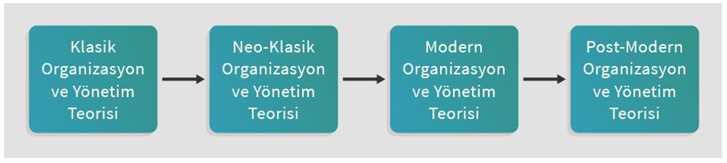 Klasik
Organizasyon
ve Yönetim
Teorisi
Neo-Klasik
Organizasyon
ve Yönetim
Teorisi
Modern
Organizasyon
ve Yönetim
Teorisi
Post-Modern
Organizasyon
ve Yönetim
Teorisi